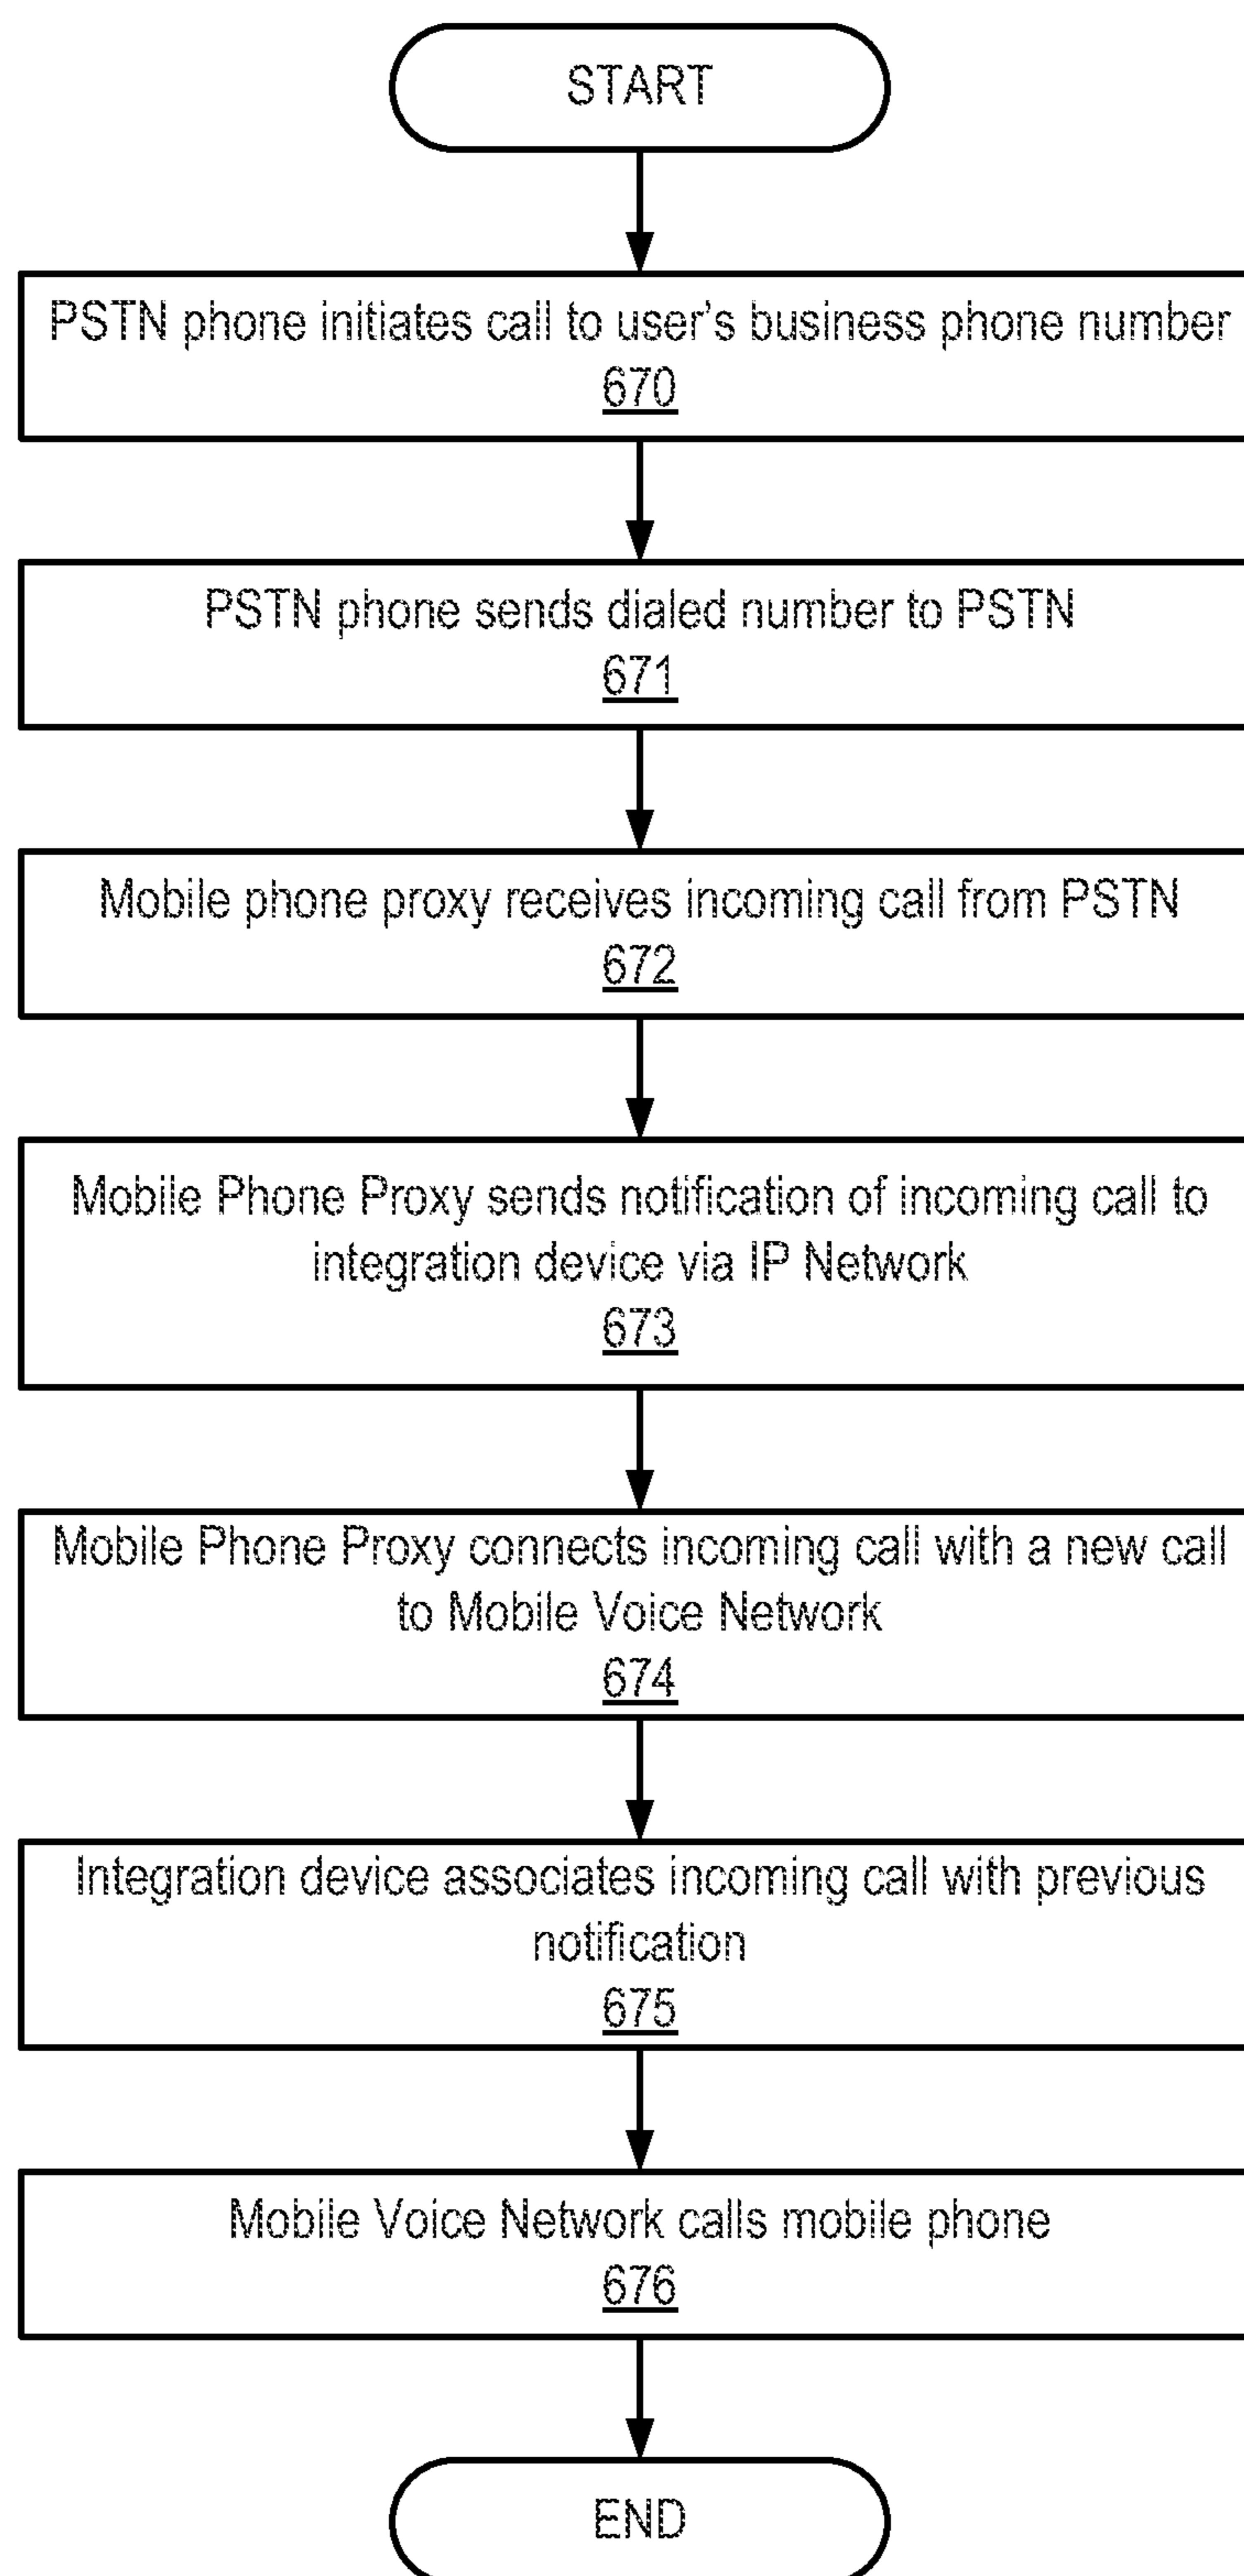 START
PSTN phone initiates call to user's business phone number
670
PSTN phone sends dialed number to PSTN
671
Mobile phone proxy receives incoming call from PSTN
672
Mobile Phone Proxy sends notification of incoming call to
integration device via IP Network
673
Mobile Phone Proxy connects incoming call with a new call
to Mobile Voice Network
674
Integration device associates incoming call with previous
notification
675
Mobile Voice Network calls mobile phone
676
END